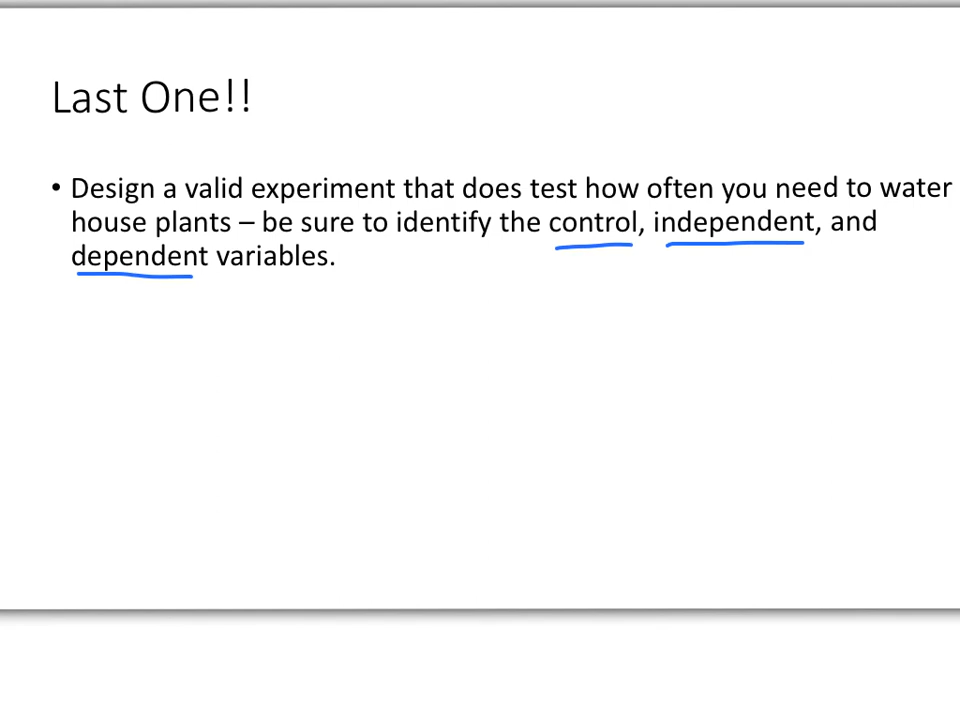 Last One!!
• Design a valid experiment that does test how often you need to water
house plants – be sure to identify the control, independent, and
dependent variables.